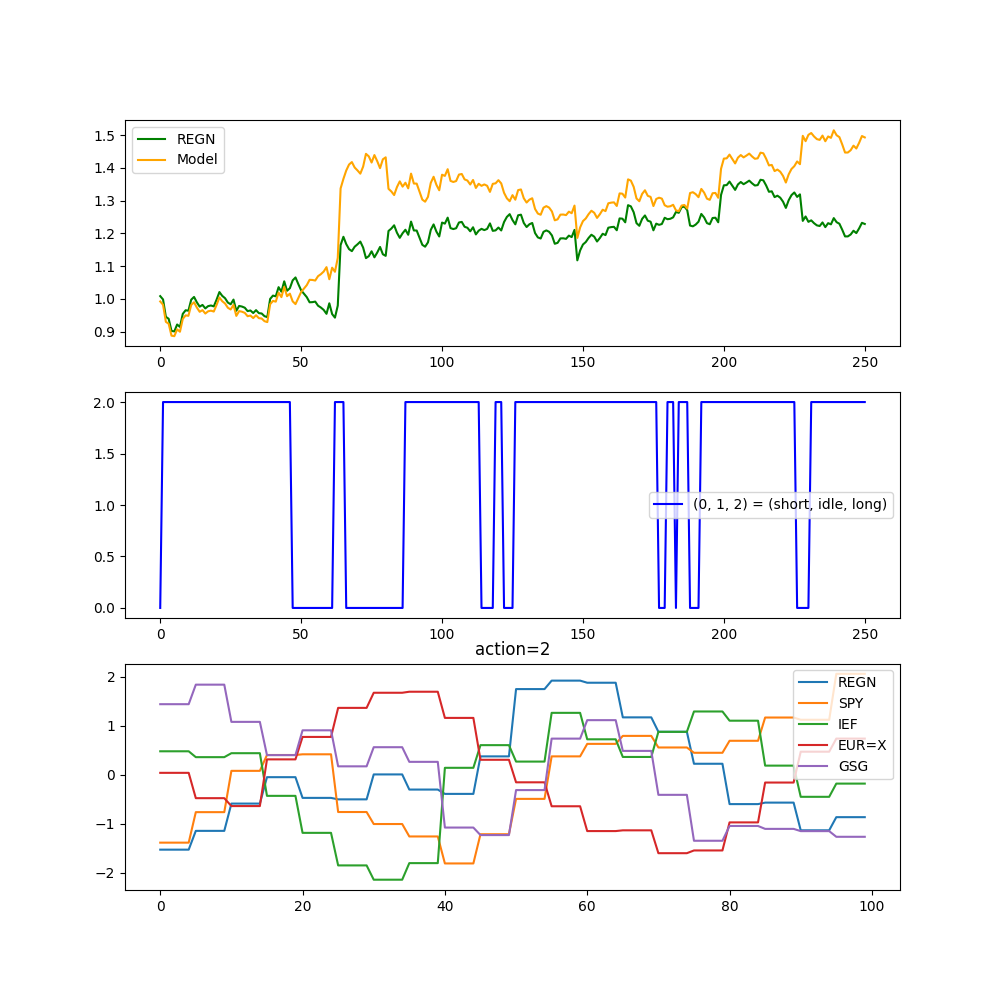 REGN
Model
1.5
1.4
1.3
1.2
1.1
1.0
0.9
0 50 100 150 200 250
2.0
1.5
1.0
0.5
0.0
(0, 1, 2) = (short, idle, long)
0 50 100 150 200 250
action=2
2
1
0
−1
−2
REGN
SPY
IEF
EUR=X
GSG
0 20 40 60 80 100